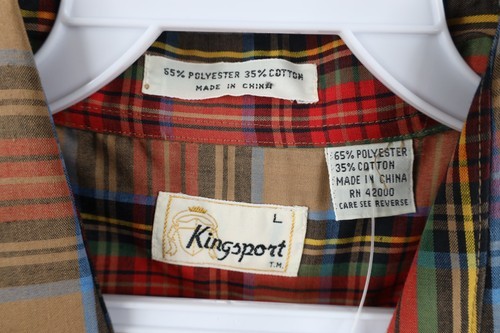 65% POLYESTER 35% COTTON
MADE IN CHINA
65% POLYESTER
35% COTTON
MADE IN CHINA
RN 42000
CARE SEE REVERSE
L
Kingsport
T.M.